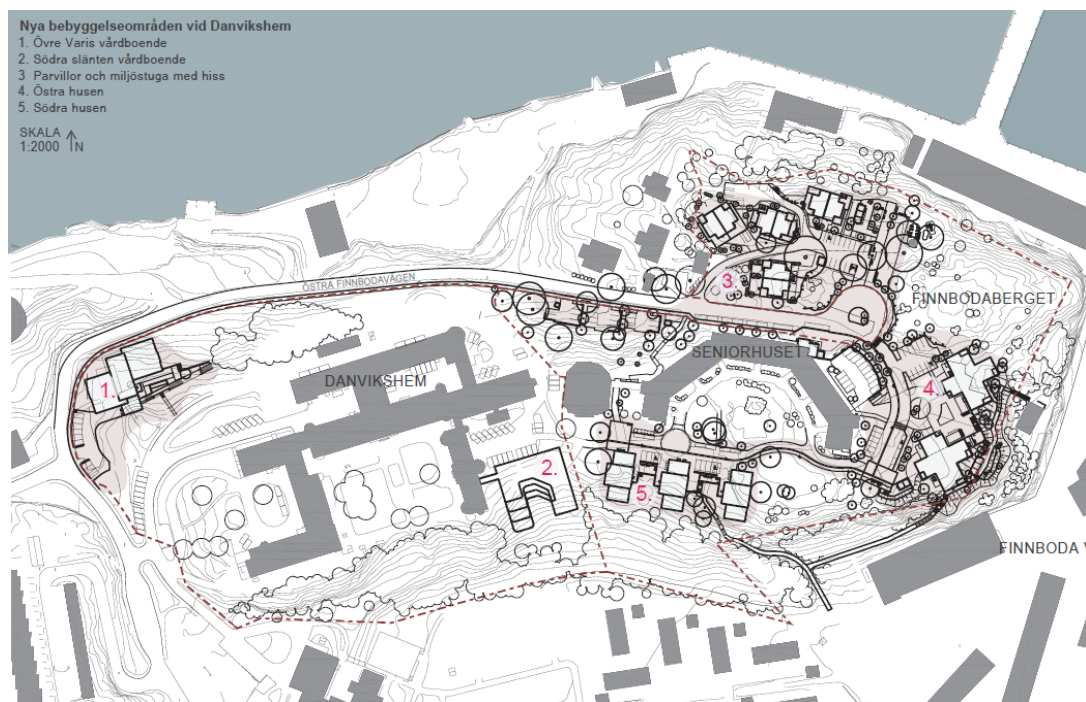 Nya bebyggelseområden vid Danvikshem
1. Övre Varis vårdboende
2. Södra slänten vårdboende
3 Parvillor och miljöstuga med hiss
4. Östra husen
5. Södra husen
SKALA
1:2000 N
ÖSTRA FINNBODAVÄGEN
3.
FINNBODABERGET
SENIORHUSET
DANVIKSHEM
1.
4.
2.
5.
FINNBODA V